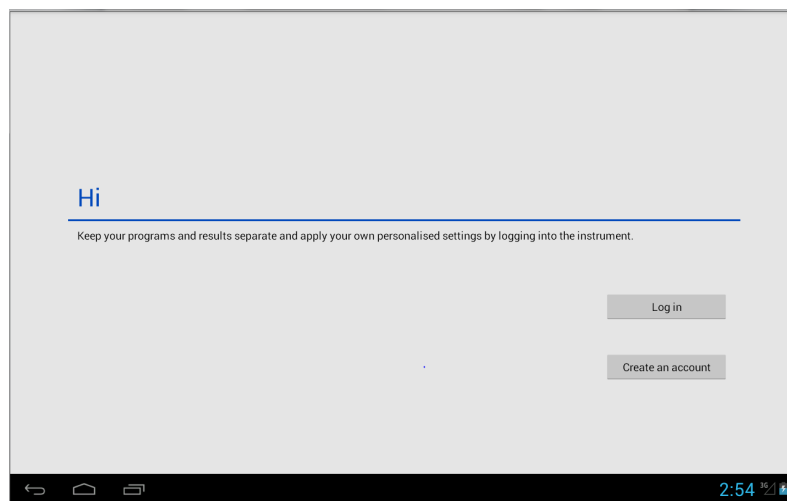 Hi
Keep your programs and results separate and apply your own personalised settings by logging into the instrument.
Log in
Create an account
2:54 3G